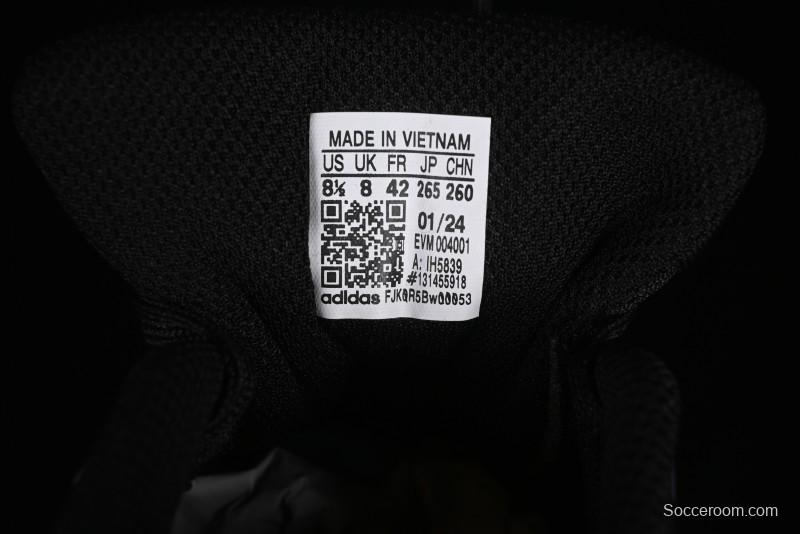 MADE IN VIETNAM
US UK FR JP CHN
8½ 8 42 265 260
01/24
EVM 004001
A: IH5839
#131455918
adidas FJK0R5Bw00053
Socceroom.com